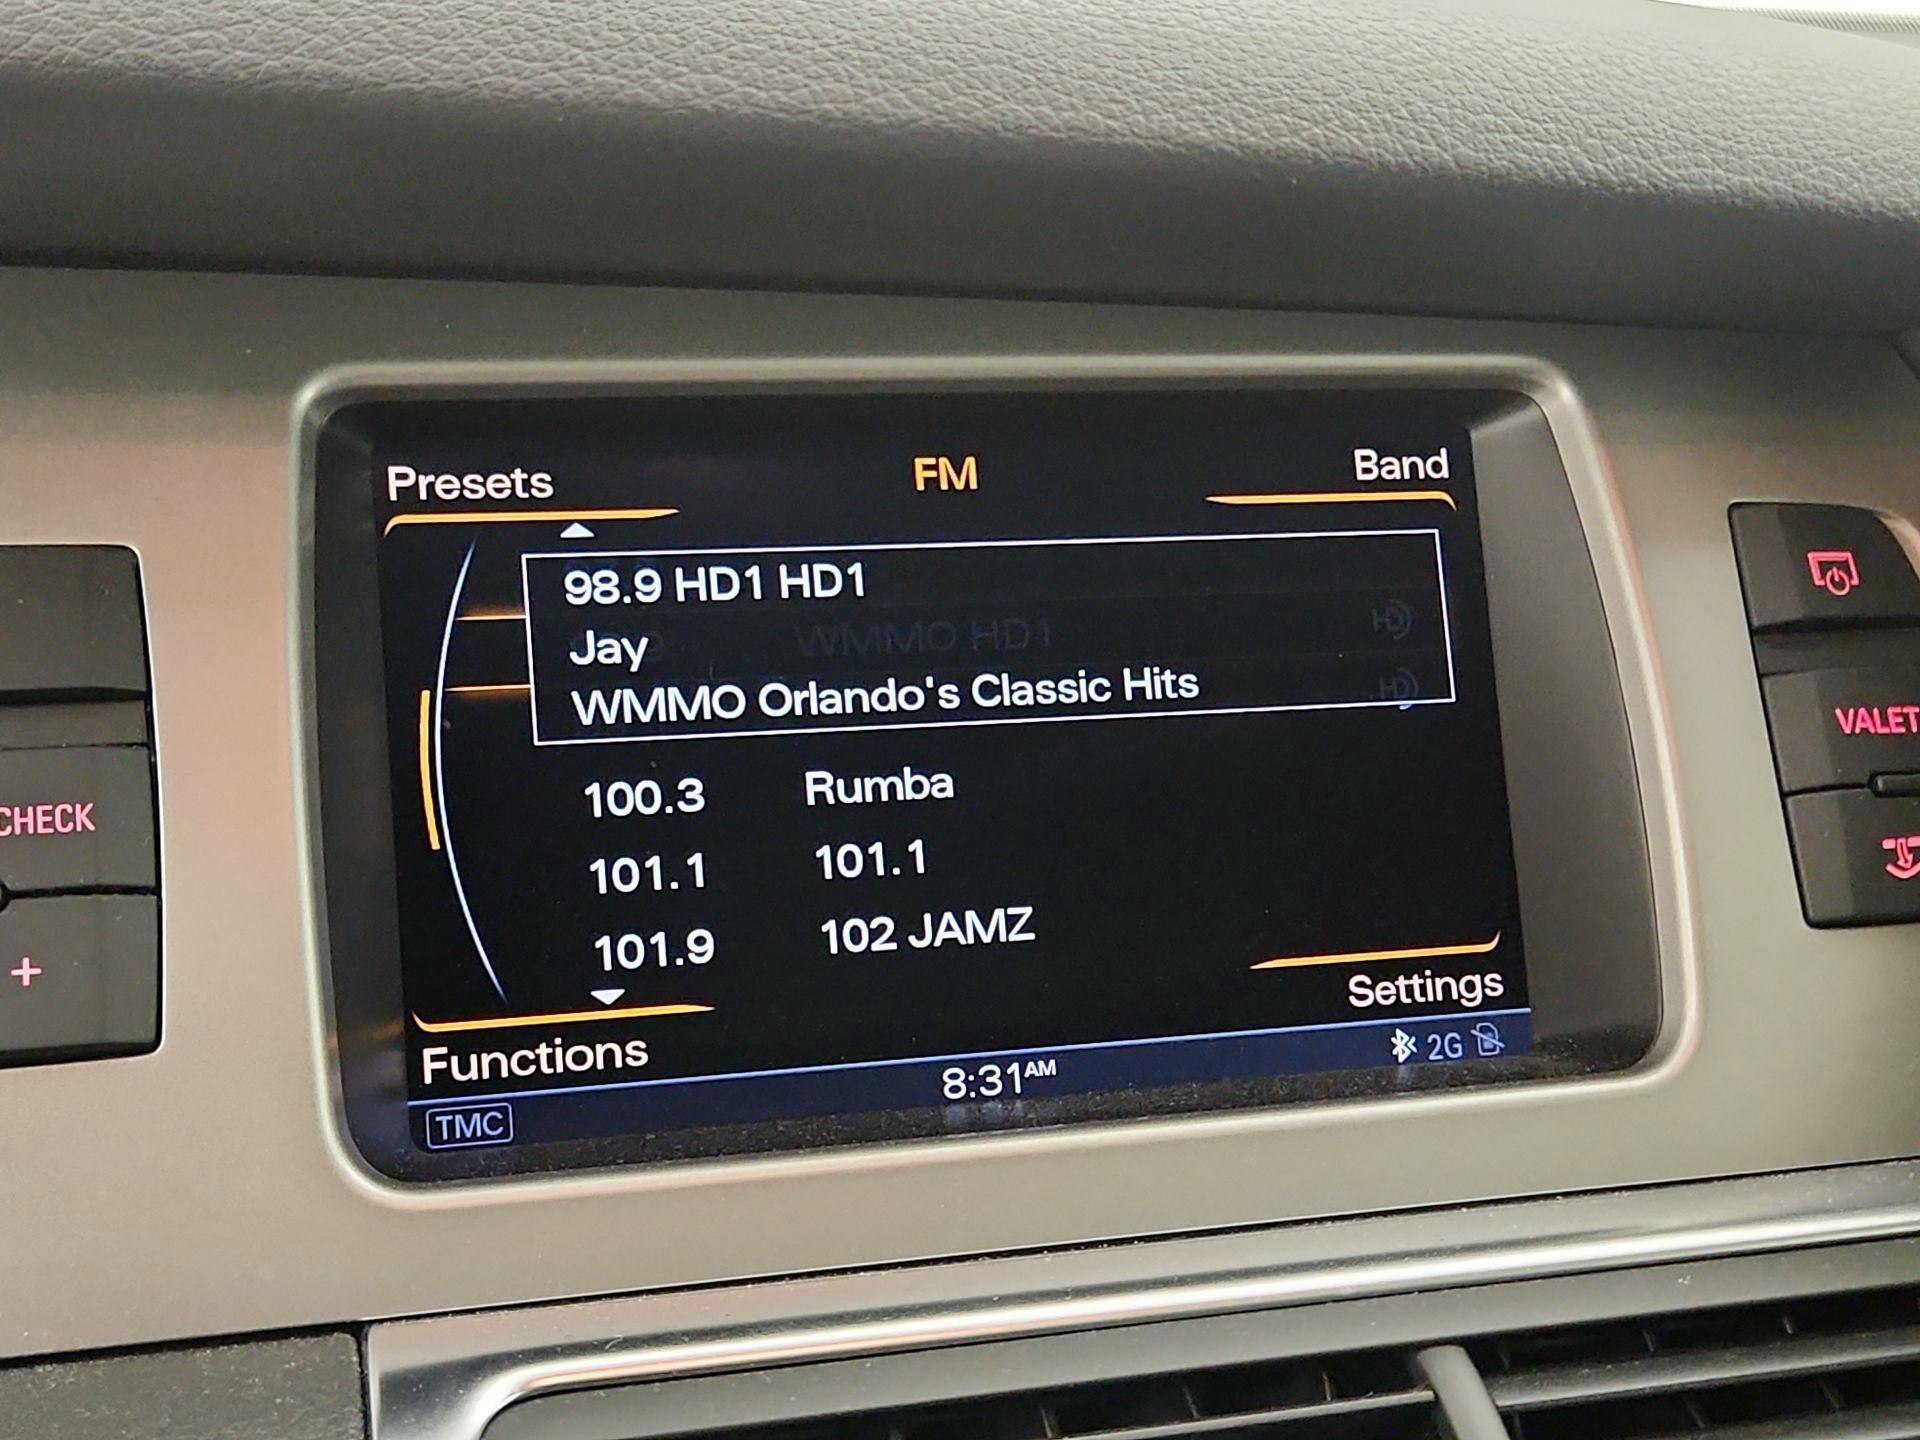 Presets FM Band
98.9 HD1 HD1
Jay
WMMO HD1
WMMO Orlando's Classic Hits
100.3 Rumba
101.1 101.1
101.9 102 JAMZ
Settings
Functions
8:31AM
2G
TMC
CHECK
+
VALET